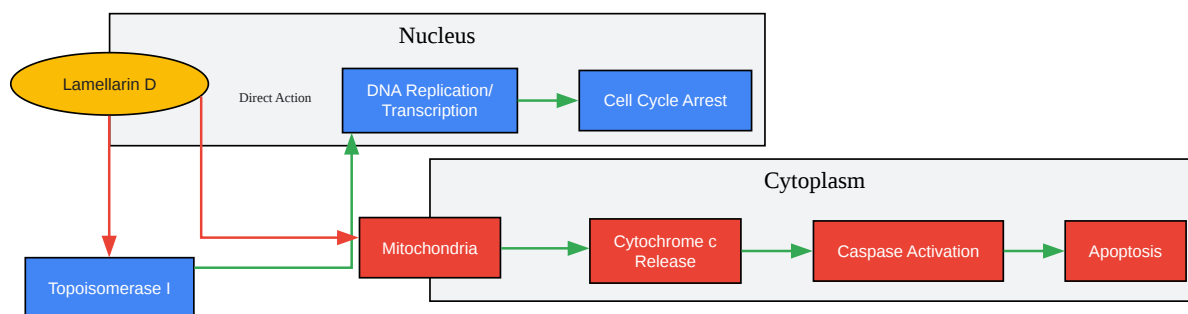 Nucleus
Lamellarin D
Direct Action
DNA Replication/
Transcription
Cell Cycle Arrest
Cytoplasm
Mitochondria
Cytochrome c
Release
Caspase Activation
Apoptosis
Topoisomerase I